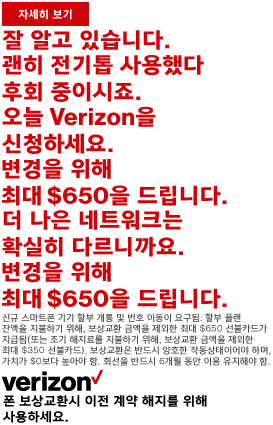 자세히 보기
잘 알고 있습니다.
괜히 전기톱 사용했다
후회 중이시죠.
오늘 Verizon을
신청하세요.
변경을 위해
최대 $650을 드립니다.
더 나은 네트워크는
확실히 다르니까요.
변경을 위해
최대 $650을 드립니다.
신규 스마트폰 기기 할부 개통 및 번호 이동이 요구됨. 할부 플랜
잔액을 지불하기 위해, 보상교환 금액을 제외한 최대 $650 선불카드가
지급됨(또는 조기 해지료를 지불하기 위해, 보상교환 금액을 제외한
최대 $350 선불카드). 보상교환은 반드시 양호한 작동상태이어야 하며,
가치가 $0보다 높아야 함. 회선을 반드시 6개월 동안 이용 유지해야 함.
verizon✓
폰 보상교환시 이전 계약 해지를 위해
사용하세요.